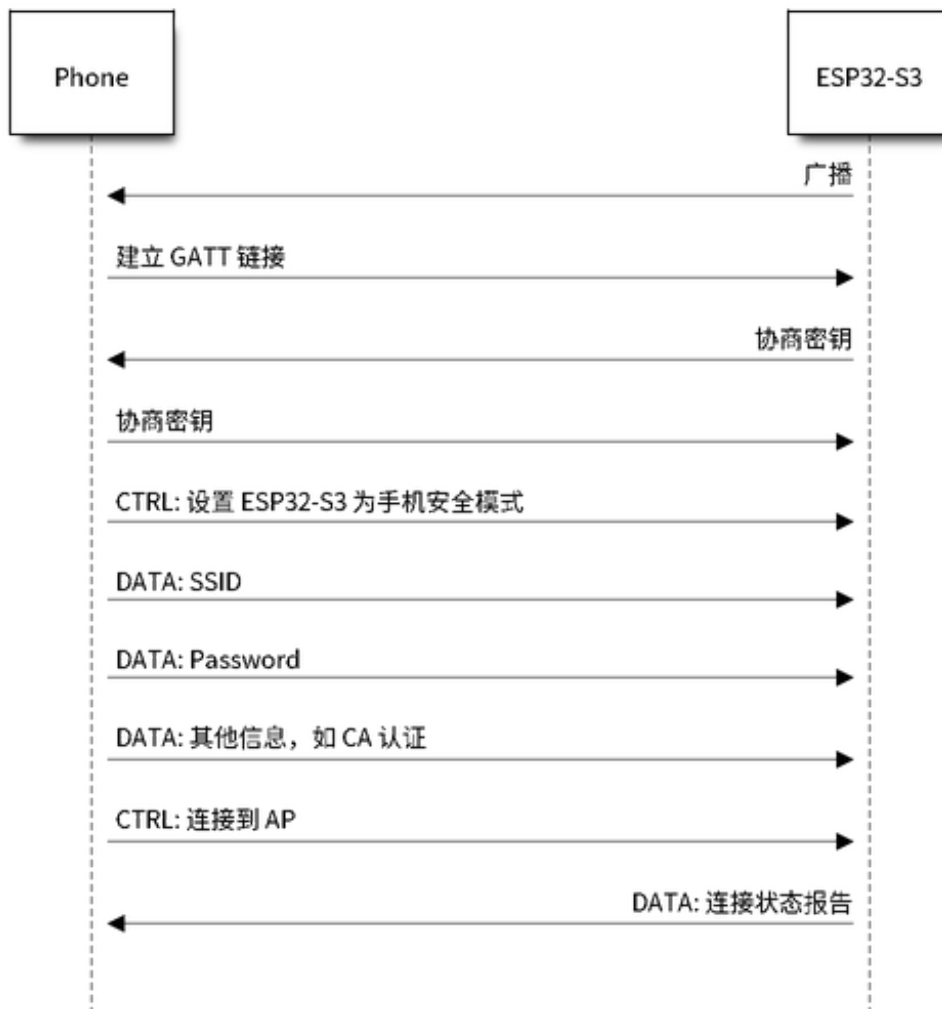 Phone
ESP32-S3
广播
建立 GATT 链接
协商密钥
协商密钥
CTRL: 设置 ESP32-S3 为手机安全模式
DATA: SSID
DATA: Password
DATA: 其他信息，如 CA 认证
CTRL: 连接到 AP
DATA: 连接状态报告